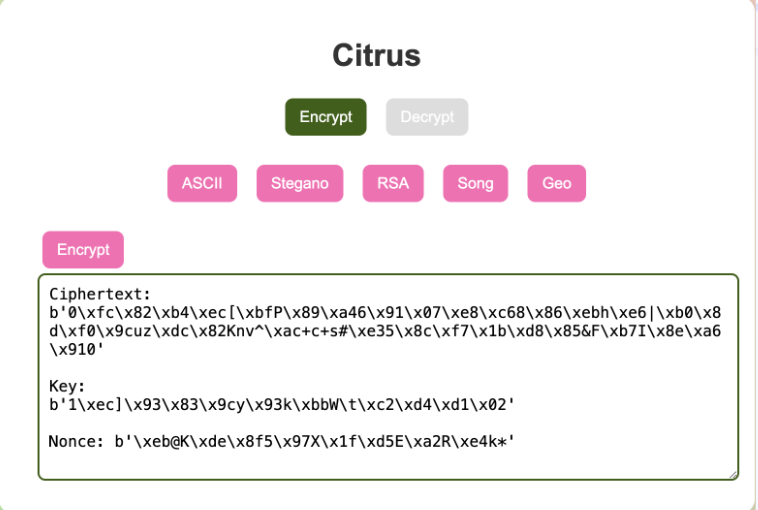 Citrus
Encrypt Decrypt
ASCII Stegano RSA Song Geo
Encrypt
Ciphertext:
b'0\xfc\x82\xb4\xec[\xbfP\x89\xa46\x91\x07\xe8\xc68\x86\xebh\xe6|\xb0\x8
d\xf0\x9cuz\xdc\x82Knv^\xac+c+s#\xe35\x8c\xf7\x1b\xd8\x85&F\xb7I\x8e\xa6
\x910'
Key:
b'1\xec]\x93\x83\x9cy\x93k\xbbW\t\xc2\xd4\xd1\x02'
Nonce: b'\xeb@K\xde\x8f5\x97X\x1f\xd5E\xa2R\xe4k*'